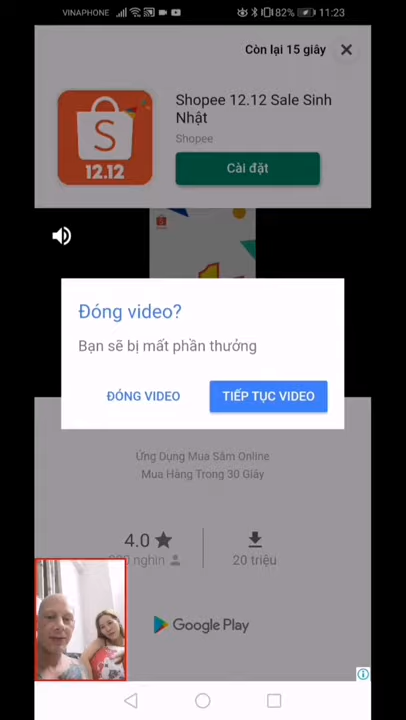 VINAPHONE 82% 11:23
Còn lại 15 giây
Shopee 12.12 Sale Sinh
Nhật
Shopee
Cài đặt
S
12.12
Đóng video?
Bạn sẽ bị mất phần thưởng
ĐÓNG VIDEO TIẾP TỤC VIDEO
Ứng Dụng Mua Sắm Online
Mua Hàng Trong 30 Giây
4.0
nghìn 20 triệu
Google Play